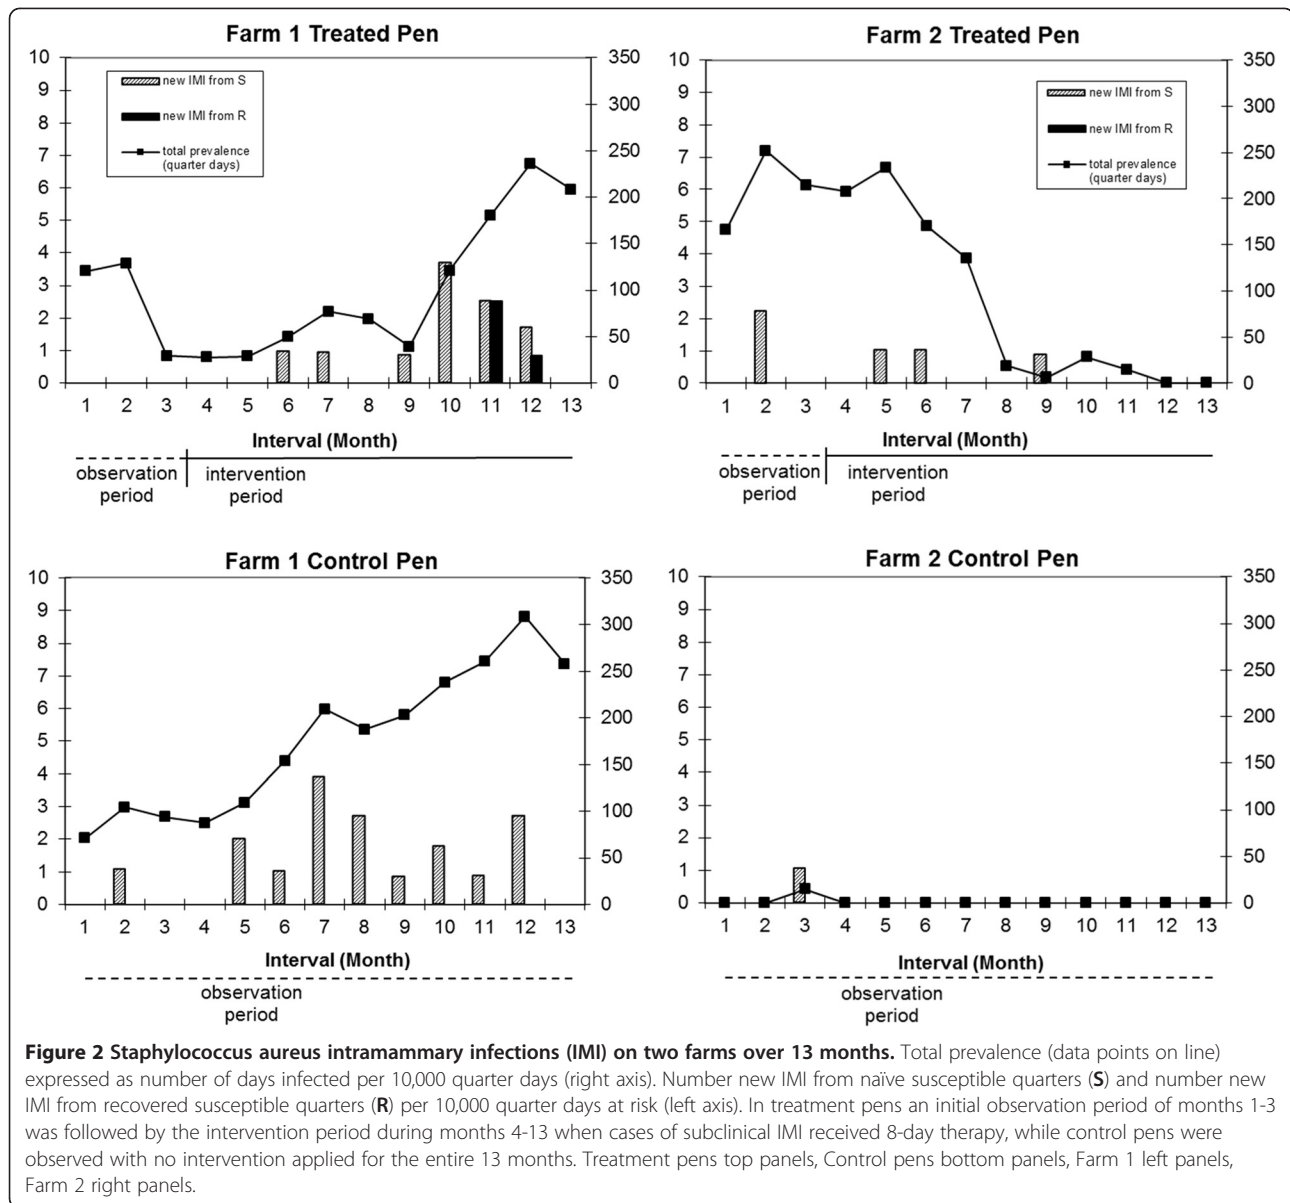 Farm 1 Treated Pen
10
9
8
7
6
5
4
3
2
1
0
350
300
250
200
150
100
50
0
new IMI from S
new IMI from R
total prevalence
(quarter days)
1 2 3 4 5 6 7 8 9 10 11 12 13
Interval (Month)
observation
period
intervention
period
Farm 2 Treated Pen
10
9
8
7
6
5
4
3
2
1
0
350
300
250
200
150
100
50
0
new IMI from S
new IMI from R
total prevalence
(quarter days)
1 2 3 4 5 6 7 8 9 10 11 12 13
Interval (Month)
observation
period
intervention
period
Farm 1 Control Pen
10
9
8
7
6
5
4
3
2
1
0
350
300
250
200
150
100
50
0
1 2 3 4 5 6 7 8 9 10 11 12 13
Interval (Month)
observation
period
Farm 2 Control Pen
10
9
8
7
6
5
4
3
2
1
0
350
300
250
200
150
100
50
0
1 2 3 4 5 6 7 8 9 10 11 12 13
Interval (Month)
observation
period
Figure 2 Staphylococcus aureus intramammary infections (IMI) on two farms over 13 months. Total prevalence (data points on line)
expressed as number of days infected per 10,000 quarter days (right axis). Number new IMI from naïve susceptible quarters (S) and number new
IMI from recovered susceptible quarters (R) per 10,000 quarter days at risk (left axis). In treatment pens an initial observation period of months 1-3
was followed by the intervention period during months 4-13 when cases of subclinical IMI received 8-day therapy, while control pens were
observed with no intervention applied for the entire 13 months. Treatment pens top panels, Control pens bottom panels, Farm 1 left panels,
Farm 2 right panels.